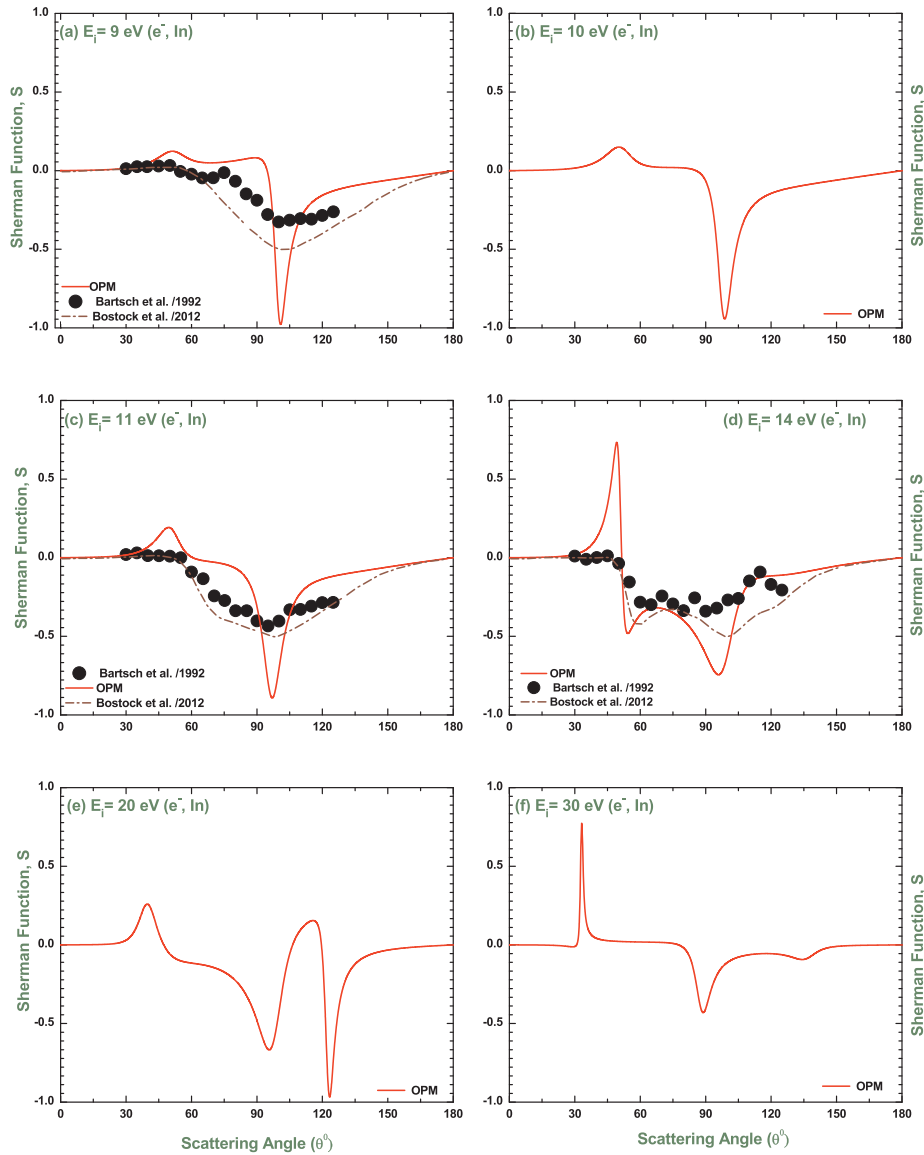 (a) Eᵢ= 9 eV (e⁻, In)
1.0
0.5
0.0
-0.5
-1.0
Sherman Function, S
OPM
Bartsch et al. /1992
Bostock et al. /2012
0 30 60 90 120 150 180
(b) Eᵢ= 10 eV (e⁻, In)
1.0
0.5
0.0
-0.5
-1.0
Sherman Function, S
OPM
0 30 60 90 120 150 180
(c) Eᵢ= 11 eV (e⁻, In)
1.0
0.5
0.0
-0.5
-1.0
Sherman Function, S
Bartsch et al. /1992
OPM
Bostock et al. /2012
0 30 60 90 120 150 180
(d) Eᵢ= 14 eV (e⁻, In)
1.0
0.5
0.0
-0.5
-1.0
Sherman Function, S
OPM
Bartsch et al. /1992
Bostock et al. /2012
0 30 60 90 120 150 180
(e) Eᵢ= 20 eV (e⁻, In)
1.0
0.5
0.0
-0.5
-1.0
Sherman Function, S
OPM
0 30 60 90 120 150 180
Scattering Angle (θ⁰)
(f) Eᵢ= 30 eV (e⁻, In)
1.0
0.5
0.0
-0.5
-1.0
Sherman Function, S
OPM
0 30 60 90 120 150 180
Scattering Angle (θ⁰)